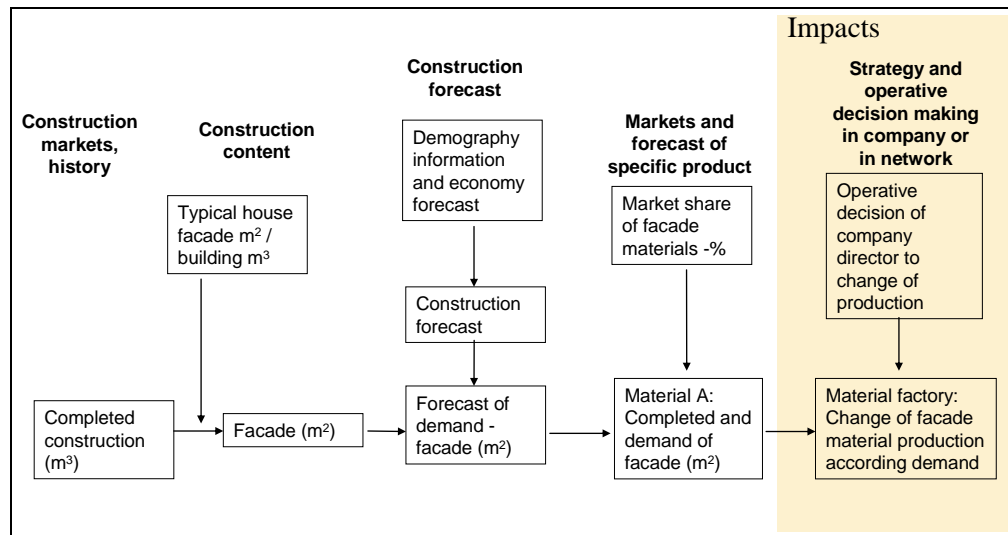 Impacts
Construction
markets,
history
Construction
content
Construction
forecast
Markets and
forecast of
specific product
Strategy and
operative
decision making
in company or
in network
Typical house
facade m² /
building m³
Demography
information
and economy
forecast
Market share
of facade
materials -%
Operative
decision of
company
director to
change of
production
Construction
forecast
Completed
construction
(m³)
Facade (m²)
Forecast of
demand -
facade (m²)
Material A:
Completed and
demand of
facade (m²)
Material factory:
Change of facade
material production
according demand